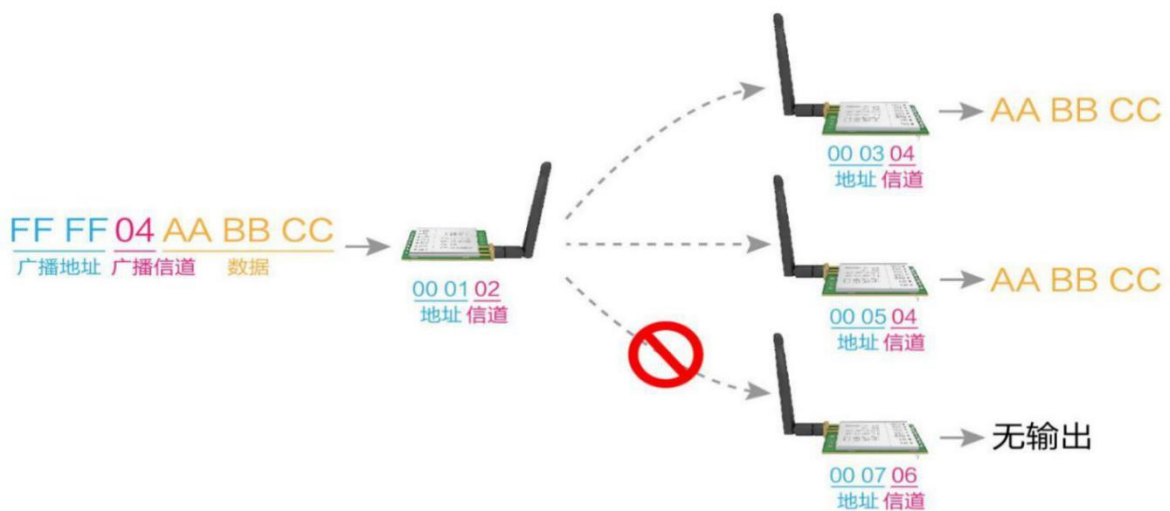 AA BB CC
00 03 04
地址 信道
FF FF 04 AA BB CC
广播地址 广播信道 数据
00 01 02
地址 信道
AA BB CC
00 05 04
地址 信道
无输出
00 07 06
地址 信道